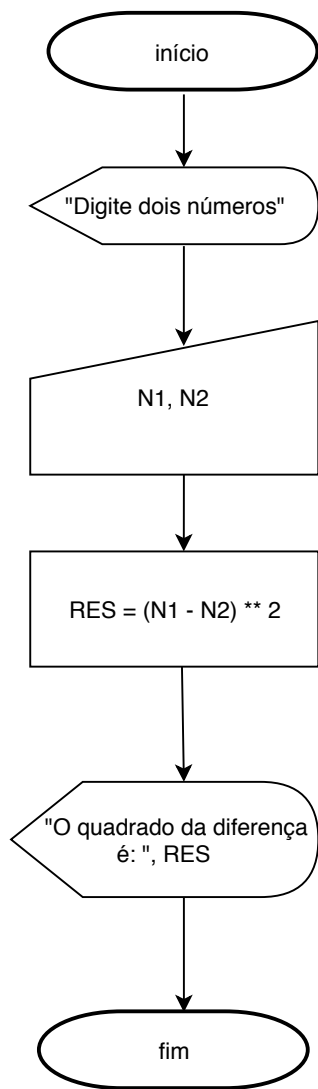 início
"Digite dois números"
N1, N2
RES = (N1 - N2) ** 2
"O quadrado da diferença
é: ", RES
fim